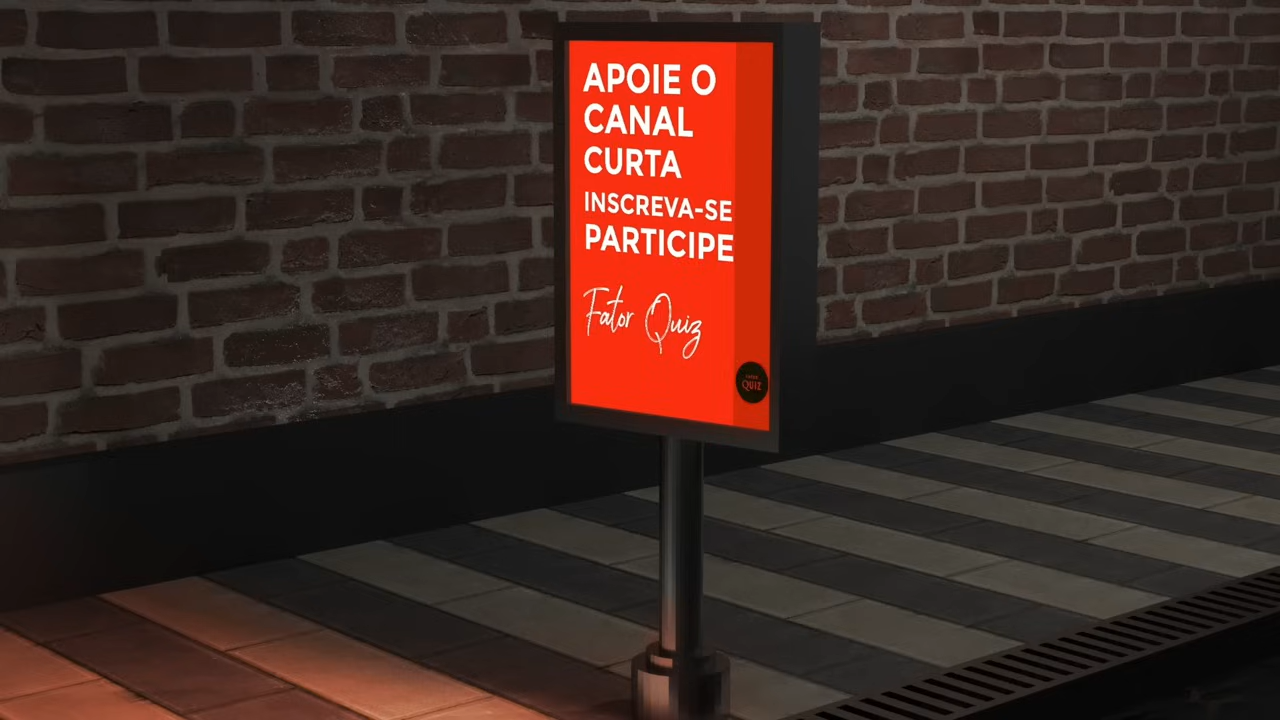 APOIE O
CANAL
CURTA
INSCREVA-SE
PARTICIPE
Fator Quiz
QUIZ